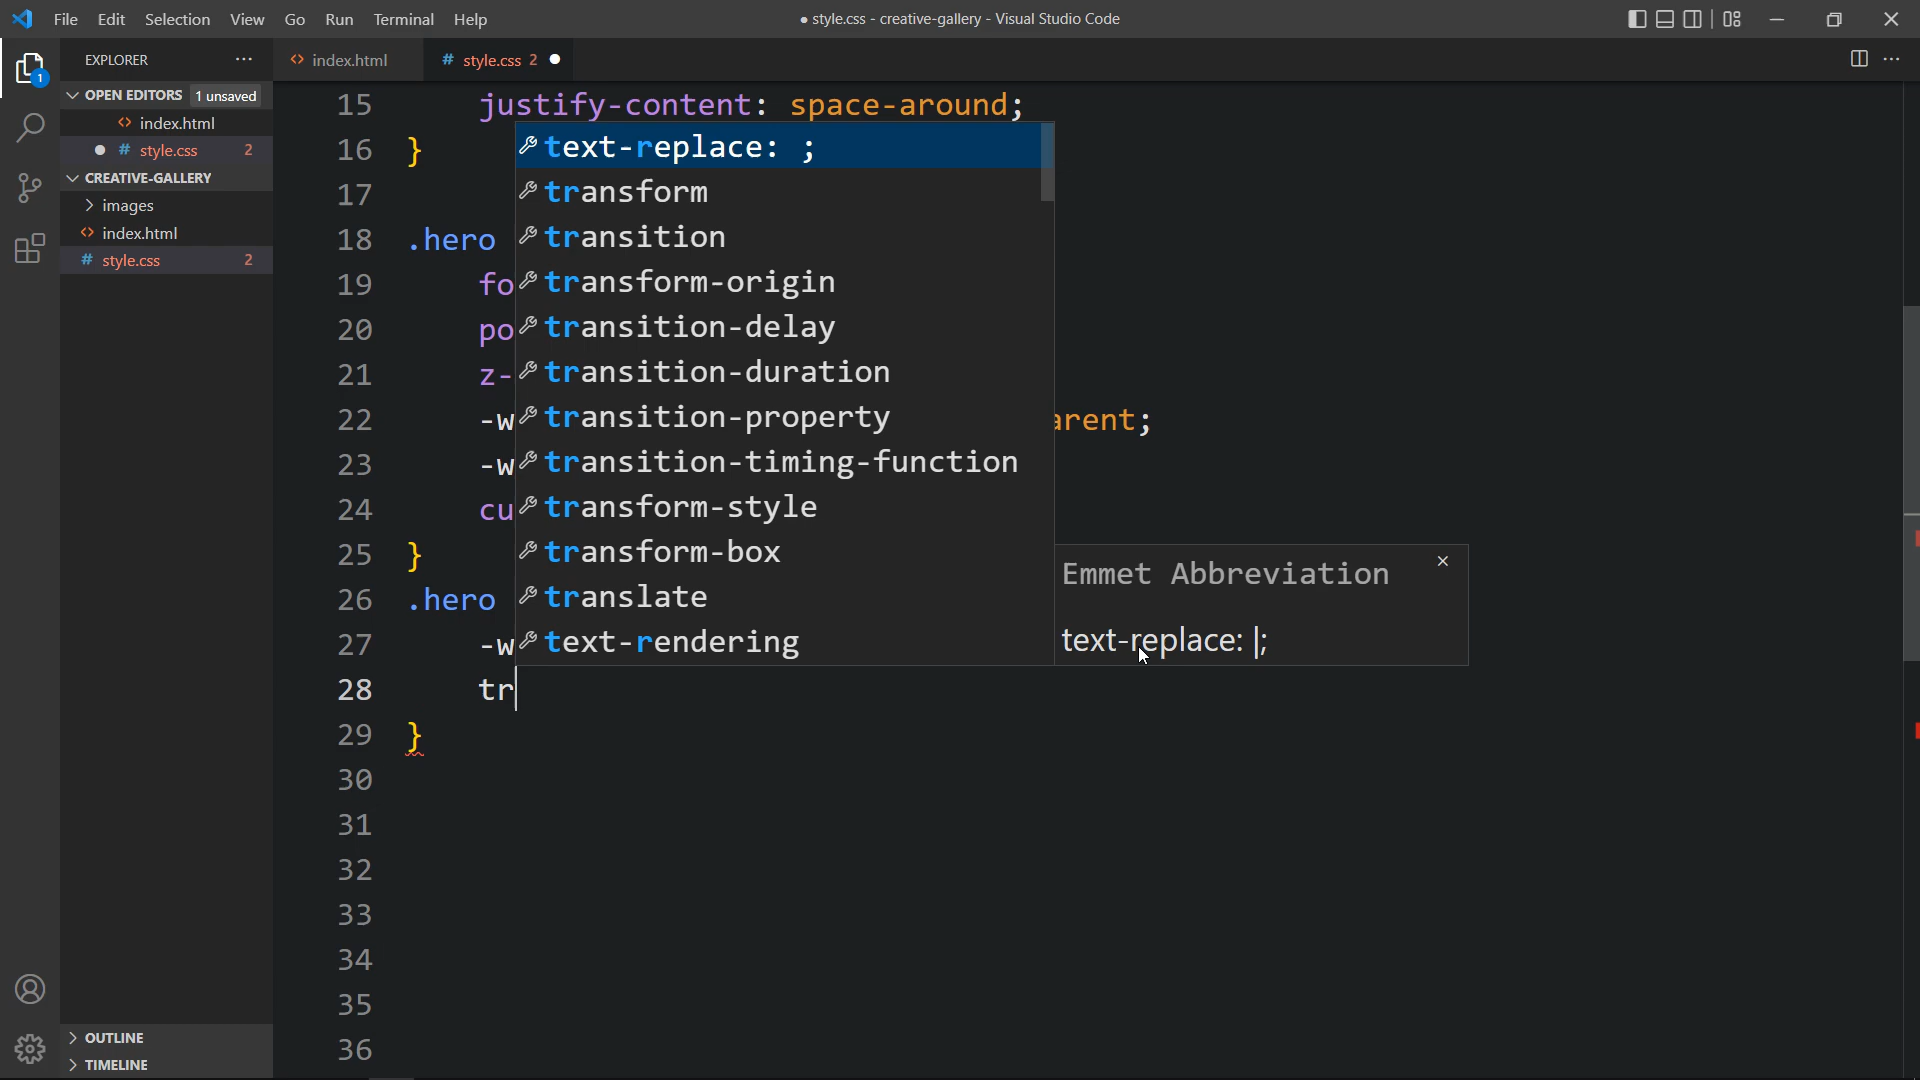 File Edit Selection View Go Run Terminal Help
● style.css - creative-gallery - Visual Studio Code
EXPLORER ···
<> index.html
# style.css 2 ●
OPEN EDITORS 1 unsaved
<> index.html
● # style.css 2
CREATIVE-GALLERY
> images
<> index.html
# style.css 2
OUTLINE
TIMELINE
1
15 justify-content: space-around;
16 }
17
18 .hero
19 fo
20 po
21 z-
22 -w arent;
23 -w
24 cu
25 }
26 .hero
27 -w
28 tr
29 }
30
31
32
33
34
35
36
text-replace: ;
transform
transition
transform-origin
transition-delay
transition-duration
transition-property
transition-timing-function
transform-style
transform-box
translate
text-rendering
Emmet Abbreviation
text-replace: |;